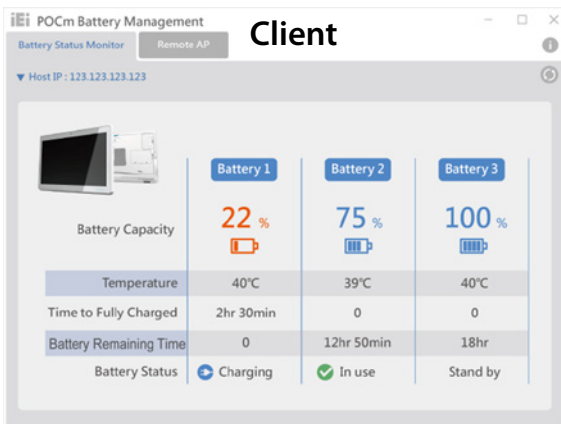 iEi POCm Battery Management
Client
Battery Status Monitor Remote AP
Host IP : 123.123.123.123
Battery 1 Battery 2 Battery 3
Battery Capacity 22 % 75 % 100 %
Temperature 40℃ 39℃ 40℃
Time to Fully Charged 2hr 30min 0 0
Battery Remaining Time 0 12hr 50min 18hr
Battery Status Charging In use Stand by